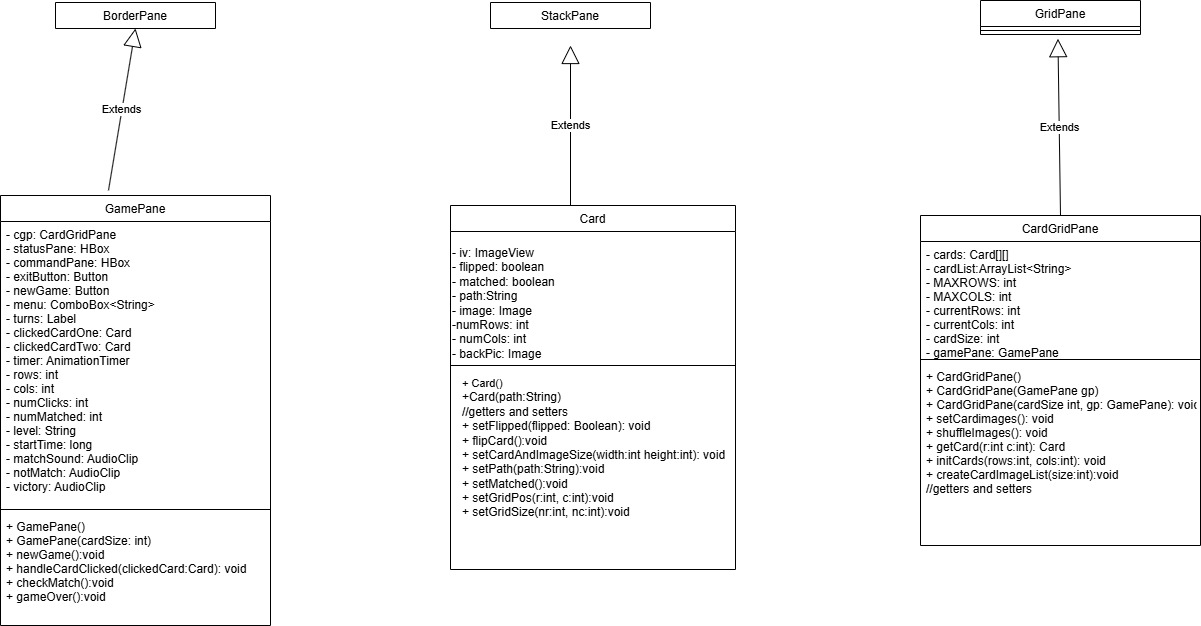 BorderPane
Extends
GamePane
- cgp: CardGridPane
- statusPane: HBox
- commandPane: HBox
- exitButton: Button
- newGame: Button
- menu: ComboBox<String>
- turns: Label
- clickedCardOne: Card
- clickedCardTwo: Card
- timer: AnimationTimer
- rows: int
- cols: int
- numClicks: int
- numMatched: int
- level: String
- startTime: long
- matchSound: AudioClip
- notMatch: AudioClip
- victory: AudioClip
+ GamePane()
+ GamePane(cardSize: int)
+ newGame():void
+ handleCardClicked(clickedCard:Card): void
+ checkMatch():void
+ gameOver():void
StackPane
Extends
Card
- iv: ImageView
- flipped: boolean
- matched: boolean
- path:String
- image: Image
-numRows: int
- numCols: int
- backPic: Image
+ Card()
+Card(path:String)
//getters and setters
+ setFlipped(flipped: Boolean): void
+ flipCard():void
+ setCardAndImageSize(width:int height:int): void
+ setPath(path:String):void
+ setMatched():void
+ setGridPos(r:int, c:int):void
+ setGridSize(nr:int, nc:int):void
GridPane
Extends
CardGridPane
- cards: Card[][]
- cardList:ArrayList<String>
- MAXROWS: int
- MAXCOLS: int
- currentRows: int
- currentCols: int
- cardSize: int
- gamePane: GamePane
+ CardGridPane()
+ CardGridPane(GamePane gp)
+ CardGridPane(cardSize int, gp: GamePane): void
+ setCardimages(): void
+ shuffleImages(): void
+ getCard(r:int c:int): Card
+ initCards(rows:int, cols:int): void
+ createCardImageList(size:int):void
//getters and setters